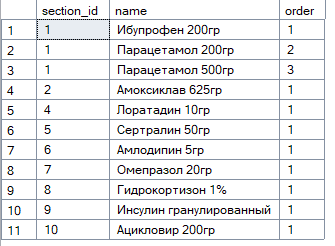 section_id name order
1 1 Ибупрофен 200гр 1
2 1 Парацетамол 200гр 2
3 1 Парацетамол 500гр 3
4 2 Амоксиклав 625гр 1
5 4 Лоратадин 10гр 1
6 5 Сертралин 50гр 1
7 6 Амлодипин 5гр 1
8 7 Омепразол 20гр 1
9 8 Гидрокортизон 1% 1
10 9 Инсулин гранулированный 1
11 10 Ацикловир 200гр 1